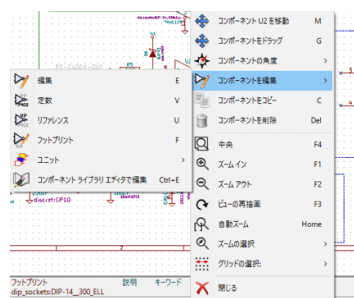 コンポーネント U2 を移動 M
コンポーネントをドラッグ G
コンポーネントの角度
コンポーネントを編集
コンポーネントをコピー C
コンポーネントを削除 Del
中央 F4
ズーム イン F1
ズーム アウト F2
ビューの再描画 F3
自動ズーム Home
ズームの選択
グリッドの選択:
閉じる
編集 E
定数 V
リファレンス U
フットプリント F
ユニット
コンポーネント ライブラリ エディタで編集 Ctrl+E
discret:CP10
1 2
フットプリント 説明 キーワード
dip_sockets:DIP-14__300_ELL